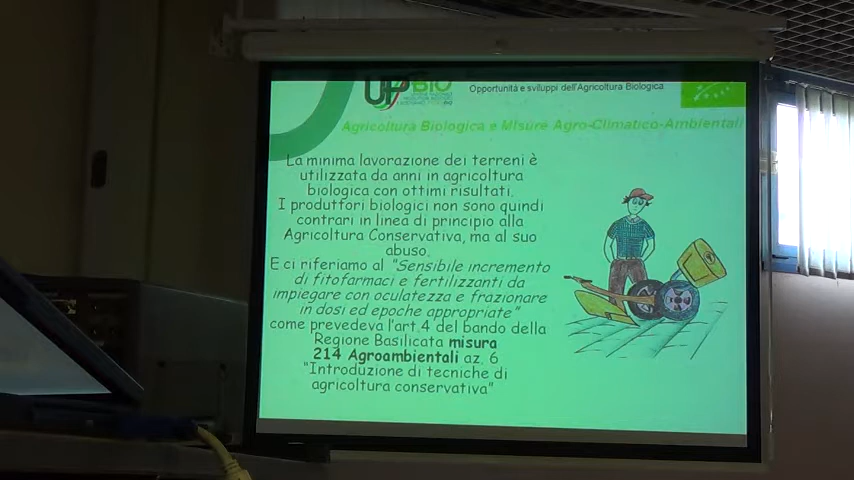 UP BIO
Opportunità e sviluppi dell'Agricoltura Biologica
Agricoltura Biologica e Misure Agro-Climatico-Ambientali
La minima lavorazione dei terreni è
utilizzata da anni in agricoltura
biologica con ottimi risultati.
I produttori biologici non sono quindi
contrari in linea di principio alla
Agricoltura Conservativa, ma al suo
abuso.
E ci riferiamo al "Sensibile incremento
di fitofarmaci e fertilizzanti da
impiegare con oculatezza e frazionare
in dosi ed epoche appropriate"
come prevedeva l'art.4 del bando della
Regione Basilicata misura
214 Agroambientali az. 6
"Introduzione di tecniche di
agricoltura conservativa"